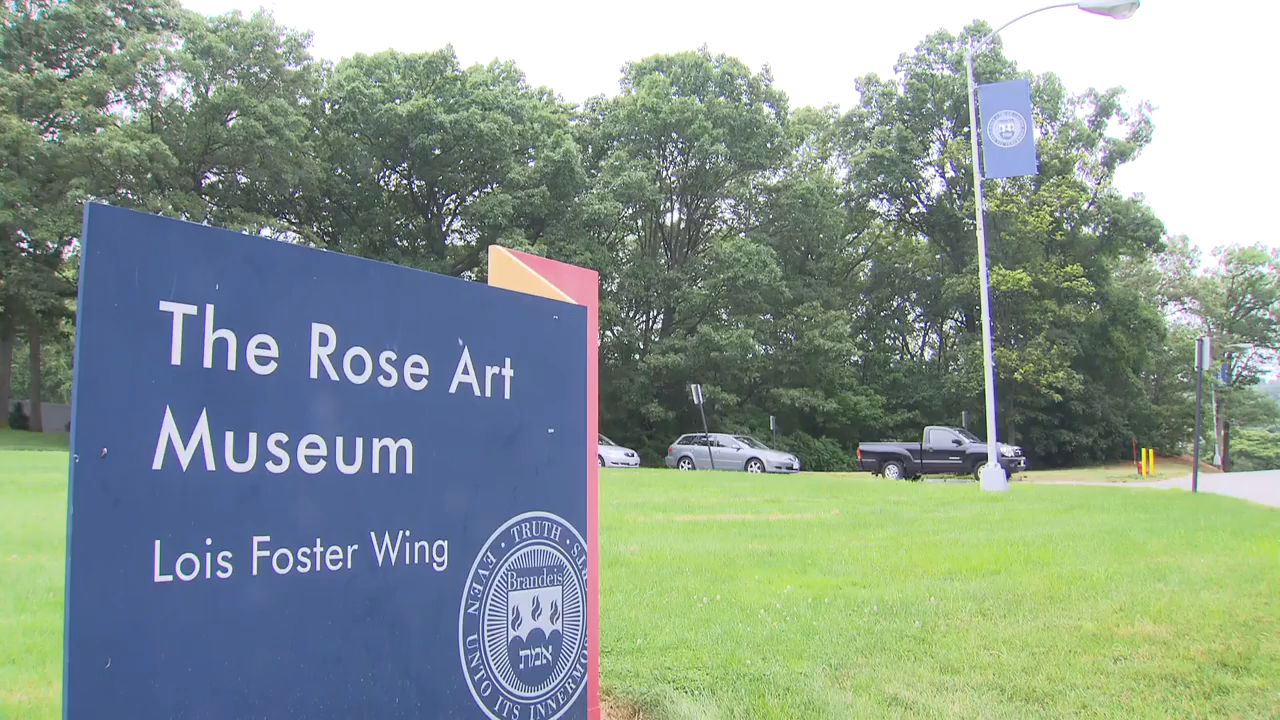 The Rose Art
Museum
Lois Foster Wing
TRUTH · EVEN UNTO ITS INNERMO
Brandeis
אמת